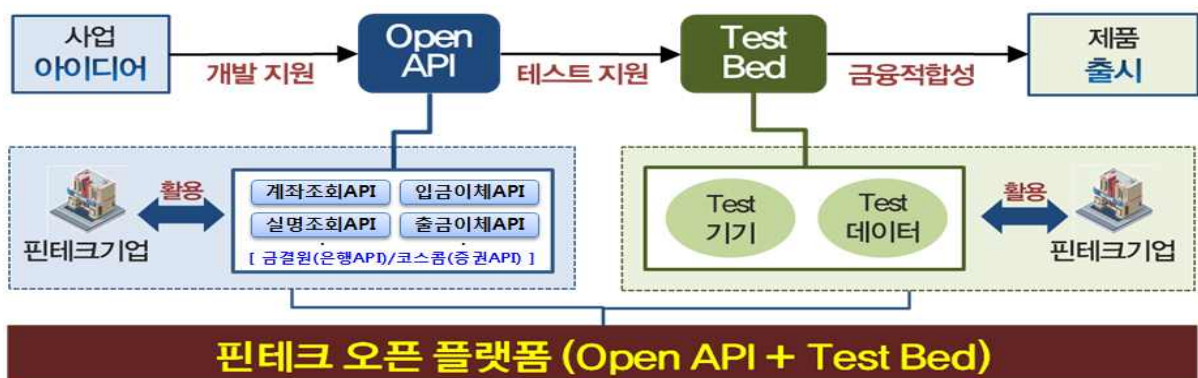 사업
아이디어
개발 지원
Open
API
테스트 지원
Test
Bed
금융적합성
제품
출시
핀테크기업
활용
계좌조회API
입금이체API
실명조회API
출금이체API
[ 금결원(은행API)/코스콤(증권API) ]
Test
기기
Test
데이터
활용
핀테크기업
핀테크 오픈 플랫폼 (Open API + Test Bed)